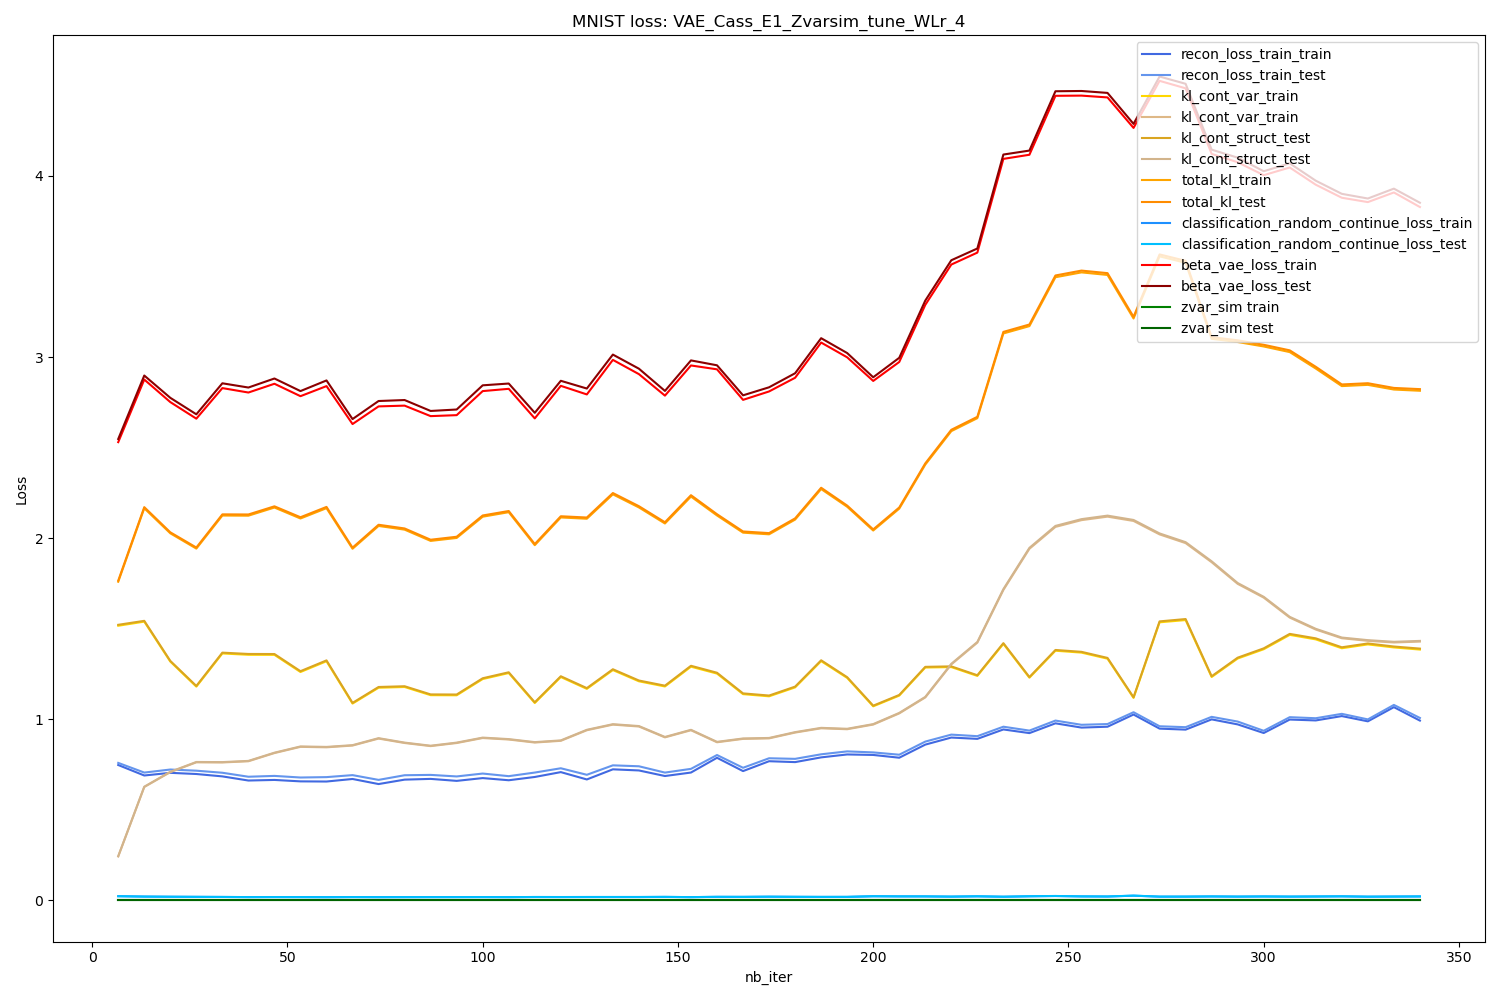 MNIST loss: VAE_Cass_E1_Zvarsim_tune_WLr_4
recon_loss_train_train
recon_loss_train_test
kl_cont_var_train
kl_cont_var_train
kl_cont_struct_test
kl_cont_struct_test
total_kl_train
total_kl_test
classification_random_continue_loss_train
classification_random_continue_loss_test
beta_vae_loss_train
beta_vae_loss_test
zvar_sim train
zvar_sim test
4
3
2
1
0
Loss
0
50
100
150
200
250
300
350
nb_iter